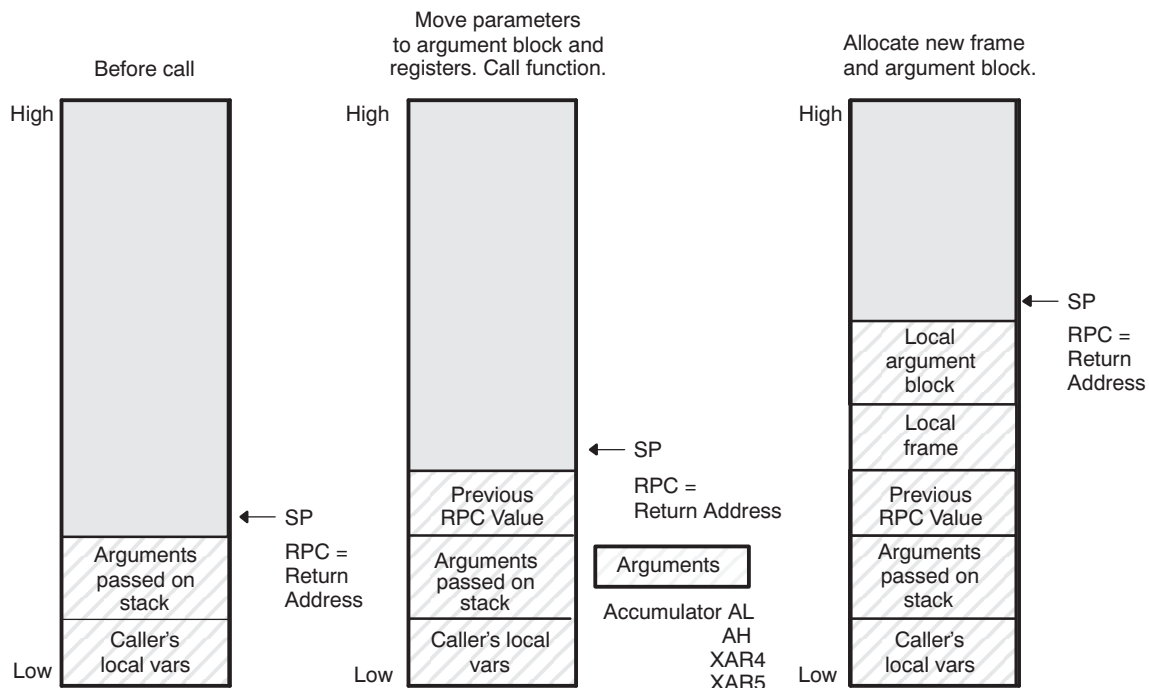 Before call
High
SP
RPC =
Return
Address
Arguments
passed on
stack
Caller's
local vars
Low
Move parameters
to argument block and
registers. Call function.
High
SP
RPC =
Return Address
Previous
RPC Value
Arguments
passed on
stack
Caller's local
vars
Low
Arguments
Accumulator AL
AH
XAR4
XAR5
Allocate new frame
and argument block.
High
SP
RPC =
Return
Address
Local
argument
block
Local
frame
Previous
RPC Value
Arguments
passed on
stack
Caller's
local vars
Low